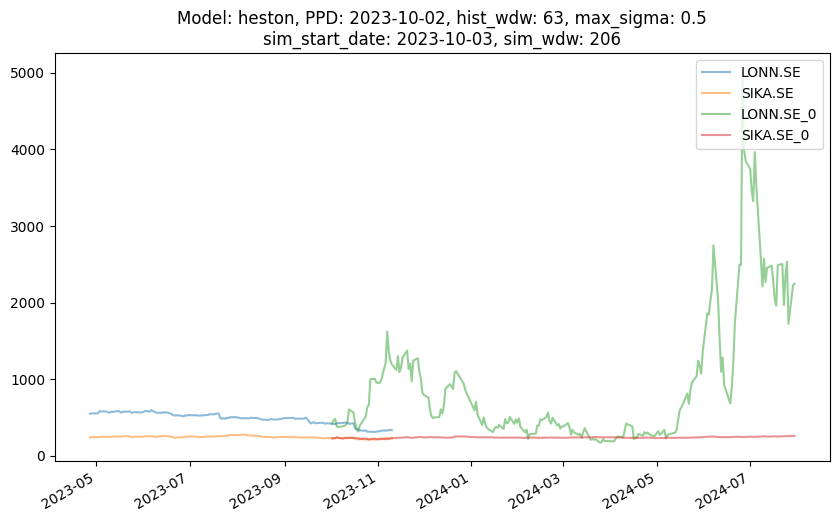 Model: heston, PPD: 2023-10-02, hist_wdw: 63, max_sigma: 0.5
sim_start_date: 2023-10-03, sim_wdw: 206
LONN.SE
SIKA.SE
LONN.SE_0
SIKA.SE_0
5000
4000
3000
2000
1000
0
2023-05
2023-07
2023-09
2023-11
2024-01
2024-03
2024-05
2024-07